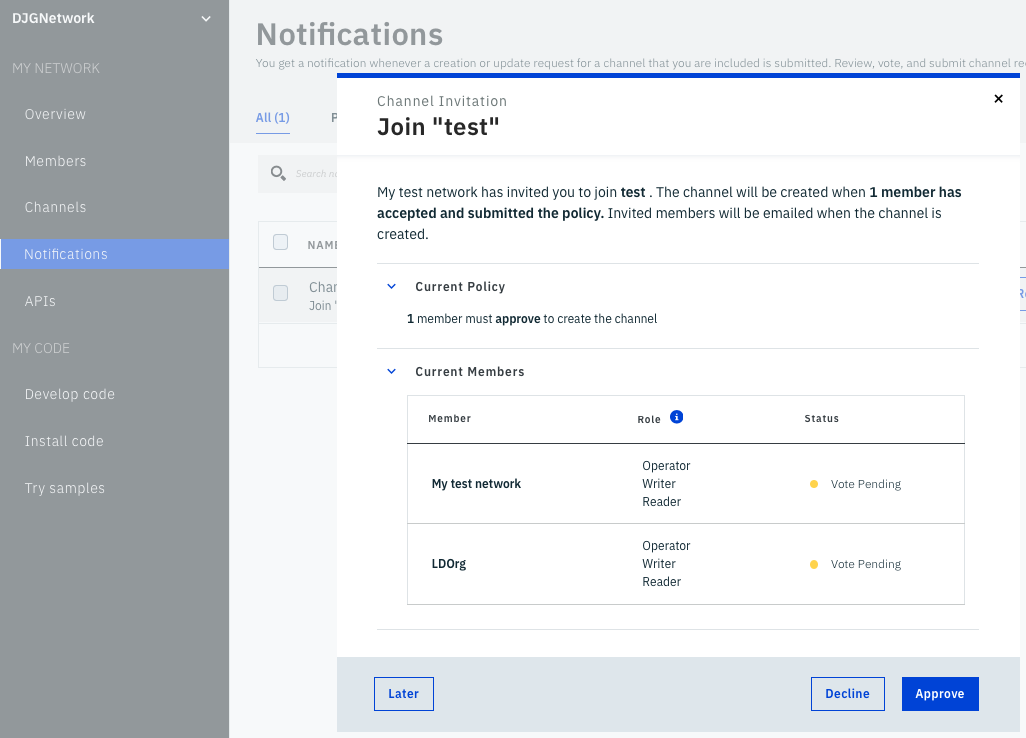 DJGNetwork
MY NETWORK
Overview
Members
Channels
Notifications
APIs
MY CODE
Develop code
Install code
Try samples
Notifications
You get a notification whenever a creation or update request for a channel that you are included is submitted. Review, vote, and submit channel
All (1)
NAME
Join
Channel Invitation
Join "test"
My test network has invited you to join test . The channel will be created when 1 member has
accepted and submitted the policy. Invited members will be emailed when the channel is
created.
Current Policy
1 member must approve to create the channel
Current Members
Member Role Status
My test network
Operator
Writer
Reader
Vote Pending
LDOrg
Operator
Writer
Reader
Vote Pending
Later Decline Approve